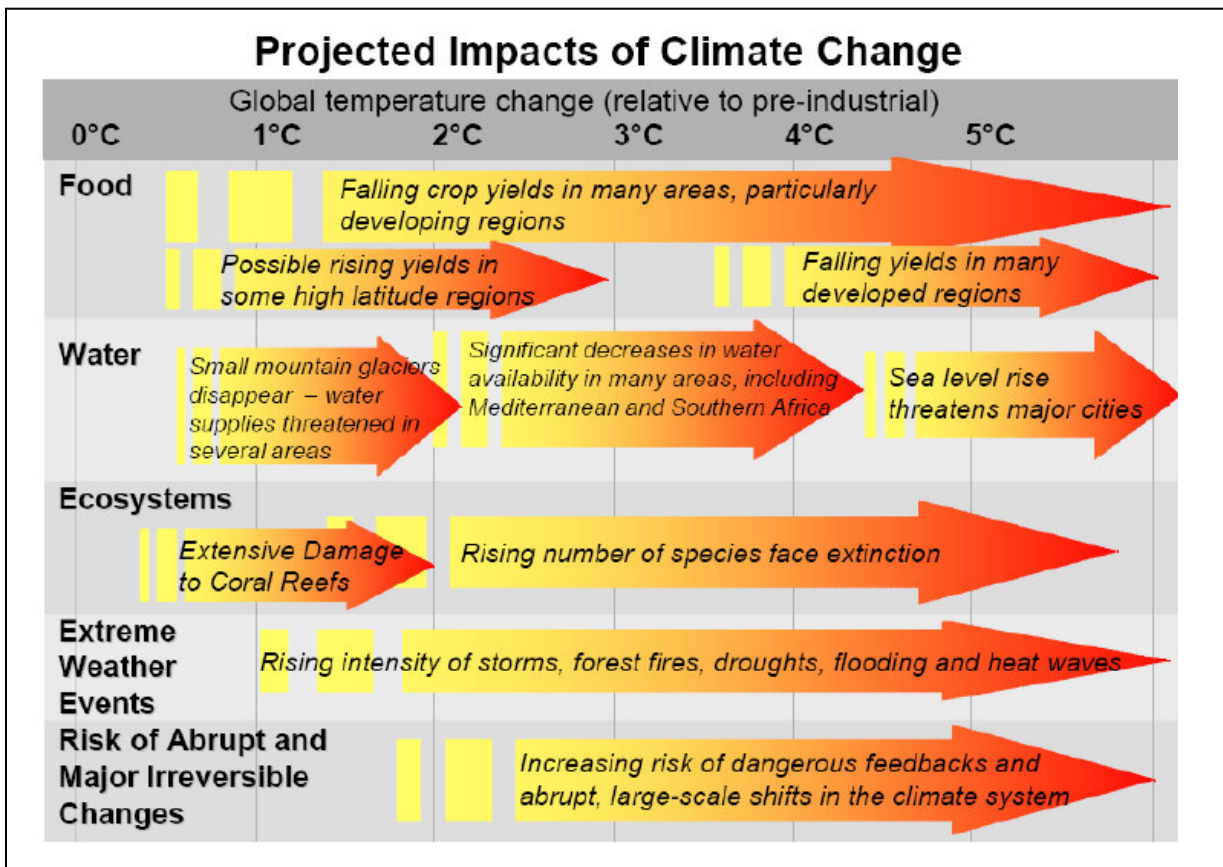 Projected Impacts of Climate Change
Global temperature change (relative to pre-industrial)
0°C 1°C 2°C 3°C 4°C 5°C
Food
Falling crop yields in many areas, particularly
developing regions
Possible rising yields in
some high latitude regions
Falling yields in many
developed regions
Water
Small mountain glaciers
disappear – water
supplies threatened in
several areas
Significant decreases in water
availability in many areas, including
Mediterranean and Southern Africa
Sea level rise
threatens major cities
Ecosystems
Extensive Damage
to Coral Reefs
Rising number of species face extinction
Extreme
Weather
Events
Rising intensity of storms, forest fires, droughts, flooding and heat waves
Risk of Abrupt and
Major Irreversible
Changes
Increasing risk of dangerous feedbacks and
abrupt, large-scale shifts in the climate system